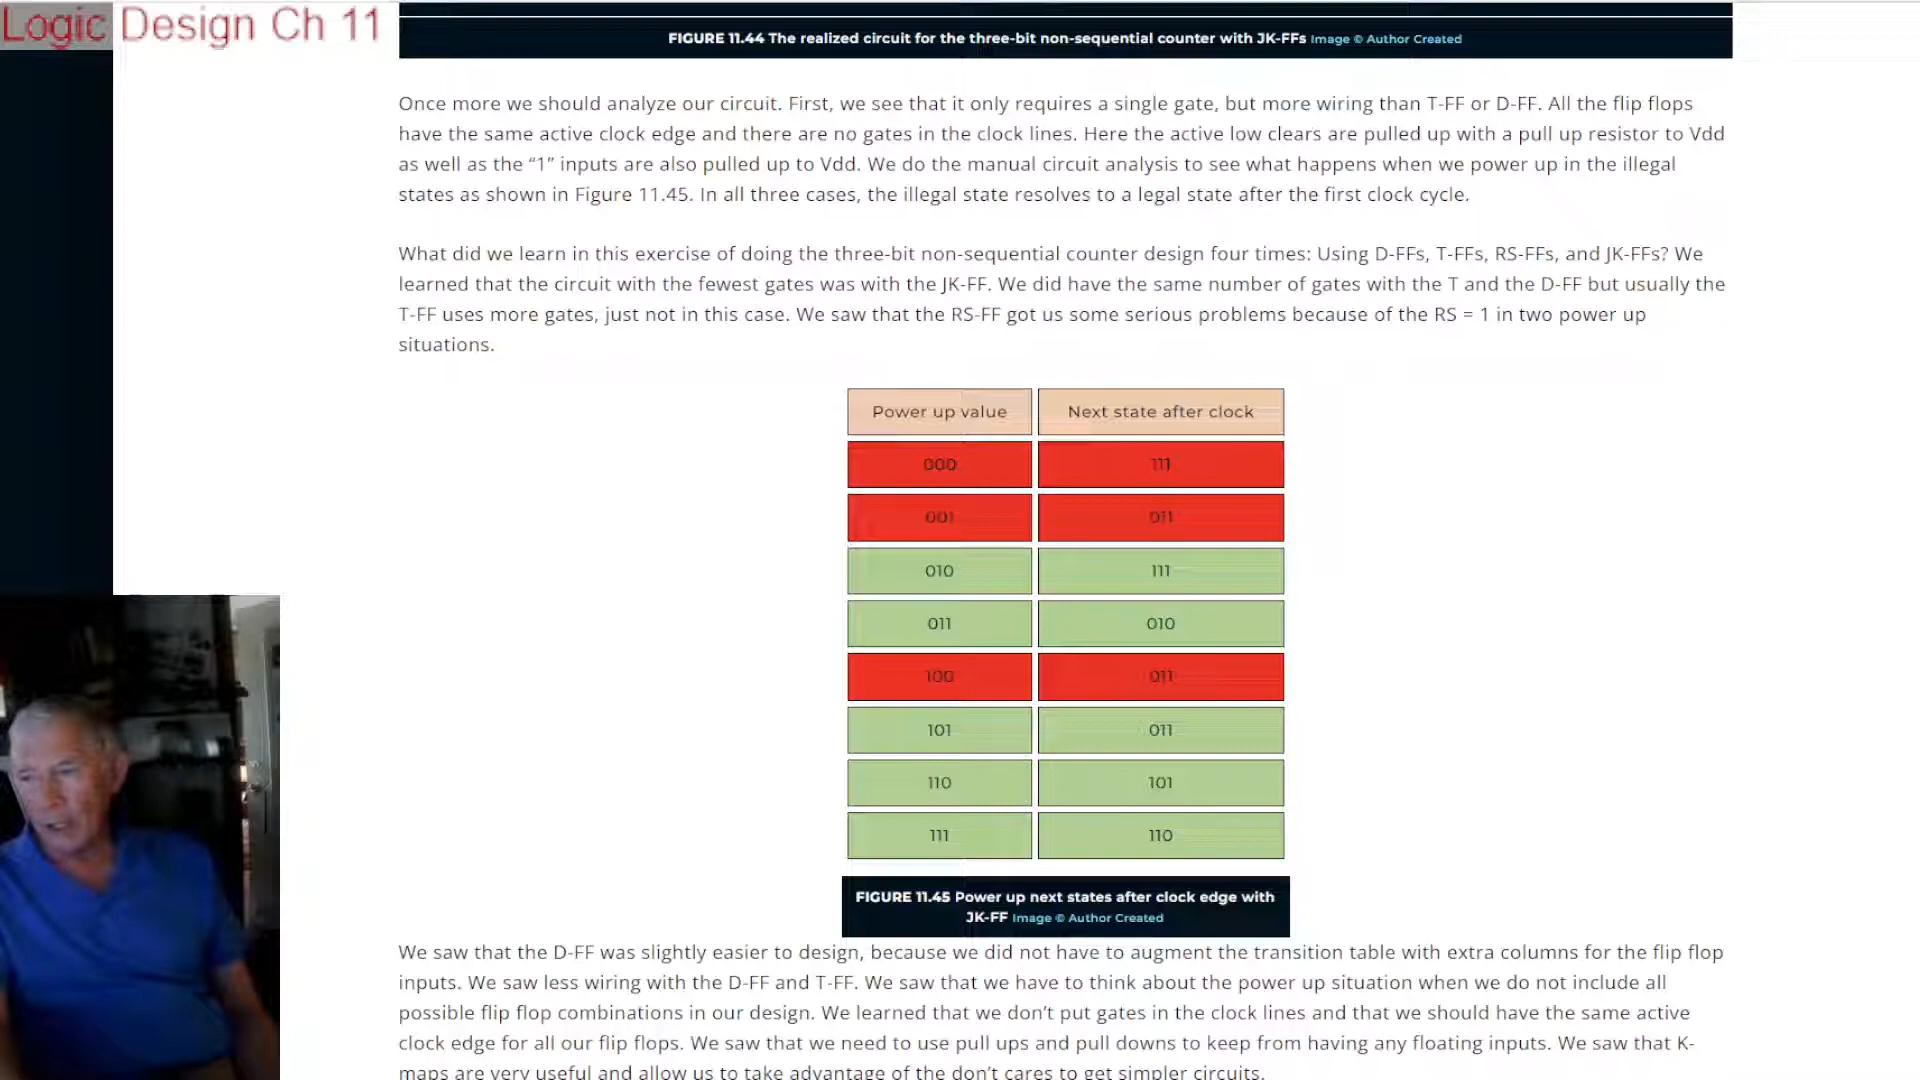 Logic Design Ch 11
FIGURE 11.44 The realized circuit for the three-bit non-sequential counter with JK-FFs Image © Author Created
Once more we should analyze our circuit. First, we see that it only requires a single gate, but more wiring than T-FF or D-FF. All the flip flops
have the same active clock edge and there are no gates in the clock lines. Here the active low clears are pulled up with a pull up resistor to Vdd
as well as the “1” inputs are also pulled up to Vdd. We do the manual circuit analysis to see what happens when we power up in the illegal
states as shown in Figure 11.45. In all three cases, the illegal state resolves to a legal state after the first clock cycle.
What did we learn in this exercise of doing the three-bit non-sequential counter design four times: Using D-FFs, T-FFs, RS-FFs, and JK-FFs? We
learned that the circuit with the fewest gates was with the JK-FF. We did have the same number of gates with the T and the D-FF but usually the
T-FF uses more gates, just not in this case. We saw that the RS-FF got us some serious problems because of the RS = 1 in two power up
situations.
Power up value Next state after clock
000 111
001 011
010 111
011 010
100 011
101 011
110 101
111 110
FIGURE 11.45 Power up next states after clock edge with
JK-FF Image © Author Created
We saw that the D-FF was slightly easier to design, because we did not have to augment the transition table with extra columns for the flip flop
inputs. We saw less wiring with the D-FF and T-FF. We saw that we have to think about the power up situation when we do not include all
possible flip flop combinations in our design. We learned that we don’t put gates in the clock lines and that we should have the same active
clock edge for all our flip flops. We saw that we need to use pull ups and pull downs to keep from having any floating inputs. We saw that K-
maps are very useful and allow us to take advantage of the don’t cares to get simpler circuits.